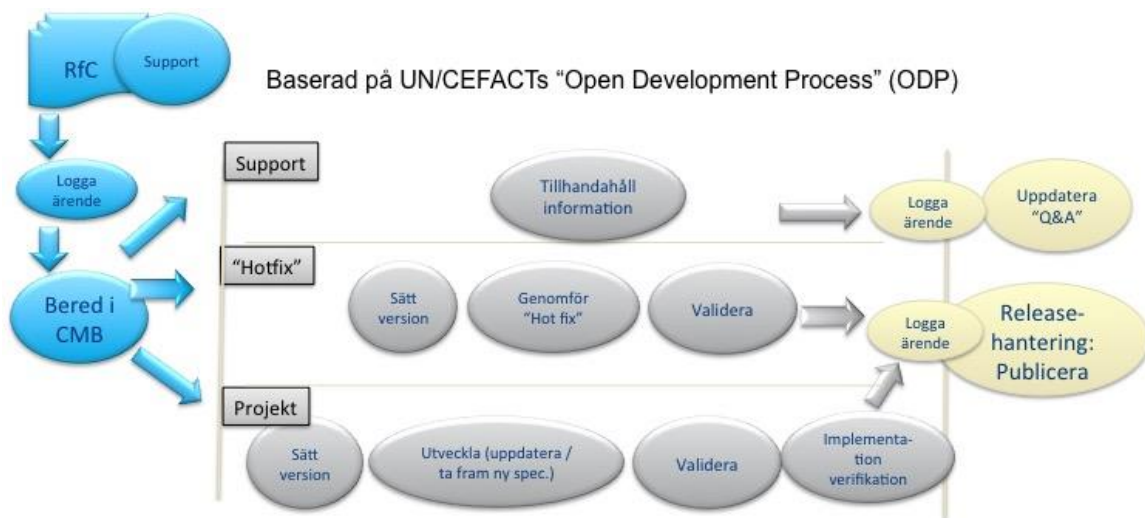 RfC
Support
Baserad på UN/CEFACTs “Open Development Process” (ODP)
Logga
ärende
Bered i
CMB
Support
Tillhandahåll
information
Logga
ärende
Uppdatera
“Q&A”
“Hotfix”
Sätt
version
Genomför
“Hot fix”
Validera
Logga
ärende
Release-
hantering:
Publicera
Projekt
Sätt
version
Utveckla (uppdatera /
ta fram ny spec.)
Validera
Implementa-
tion
verifikation